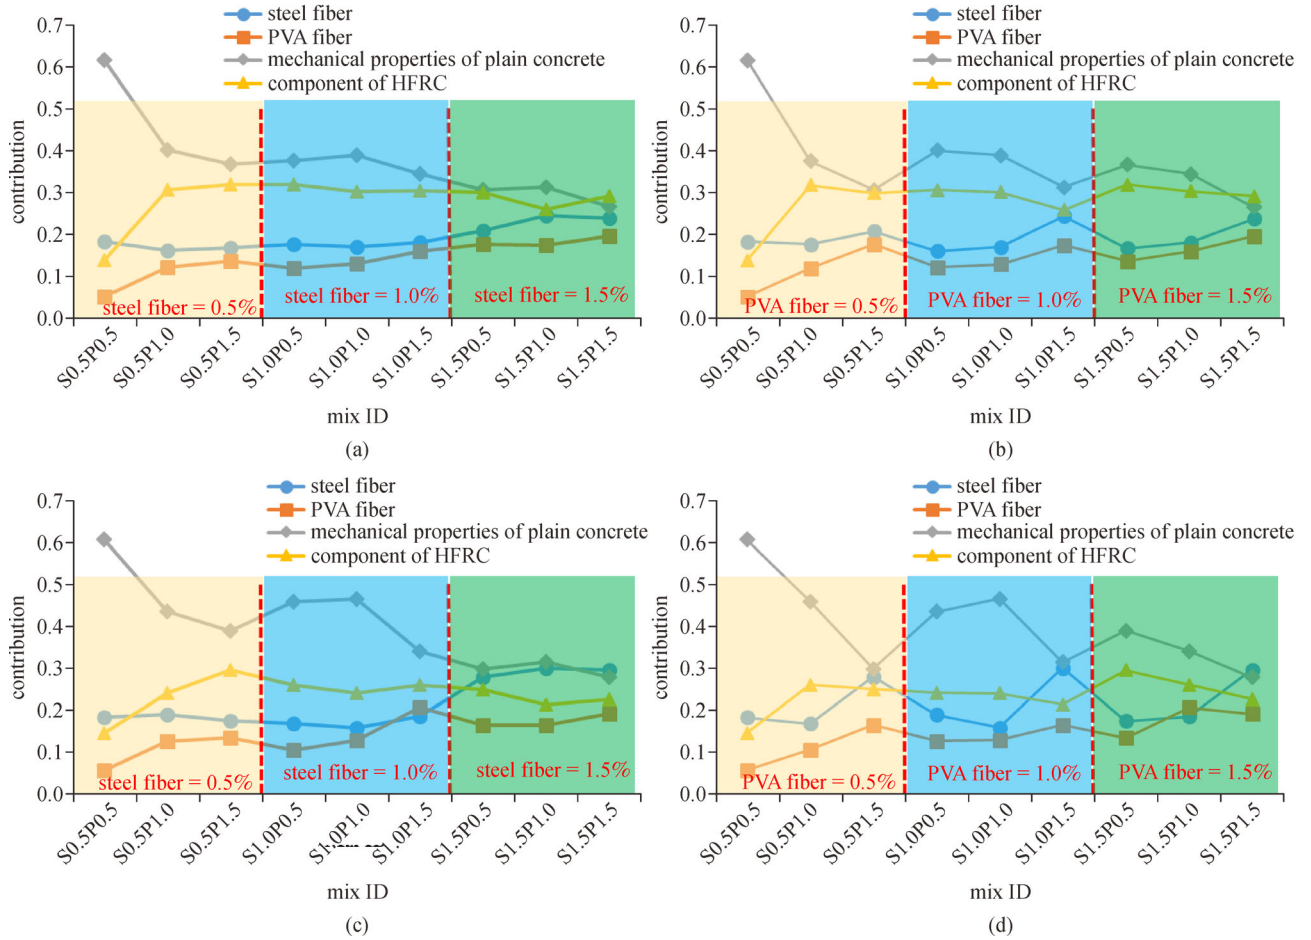 steel fiber
PVA fiber
mechanical properties of plain concrete
component of HFRC
0.7
0.6
0.5
0.4
0.3
0.2
0.1
0.0
contribution
steel fiber = 0.5%
steel fiber = 1.0%
steel fiber = 1.5%
S0.5P0.5
S0.5P1.0
S0.5P1.5
S1.0P0.5
S1.0P1.0
S1.0P1.5
S1.5P0.5
S1.5P1.0
S1.5P1.5
mix ID
(a)
steel fiber
PVA fiber
mechanical properties of plain concrete
component of HFRC
0.7
0.6
0.5
0.4
0.3
0.2
0.1
0.0
contribution
PVA fiber = 0.5%
PVA fiber = 1.0%
PVA fiber = 1.5%
S0.5P0.5
S0.5P1.0
S0.5P1.5
S1.0P0.5
S1.0P1.0
S1.0P1.5
S1.5P0.5
S1.5P1.0
S1.5P1.5
mix ID
(b)
steel fiber
PVA fiber
mechanical properties of plain concrete
component of HFRC
0.7
0.6
0.5
0.4
0.3
0.2
0.1
0.0
contribution
steel fiber = 0.5%
steel fiber = 1.0%
steel fiber = 1.5%
S0.5P0.5
S0.5P1.0
S0.5P1.5
S1.0P0.5
S1.0P1.0
S1.0P1.5
S1.5P0.5
S1.5P1.0
S1.5P1.5
mix ID
(c)
steel fiber
PVA fiber
mechanical properties of plain concrete
component of HFRC
0.7
0.6
0.5
0.4
0.3
0.2
0.1
0.0
contribution
PVA fiber = 0.5%
PVA fiber = 1.0%
PVA fiber = 1.5%
S0.5P0.5
S0.5P1.0
S0.5P1.5
S1.0P0.5
S1.0P1.0
S1.0P1.5
S1.5P0.5
S1.5P1.0
S1.5P1.5
mix ID
(d)